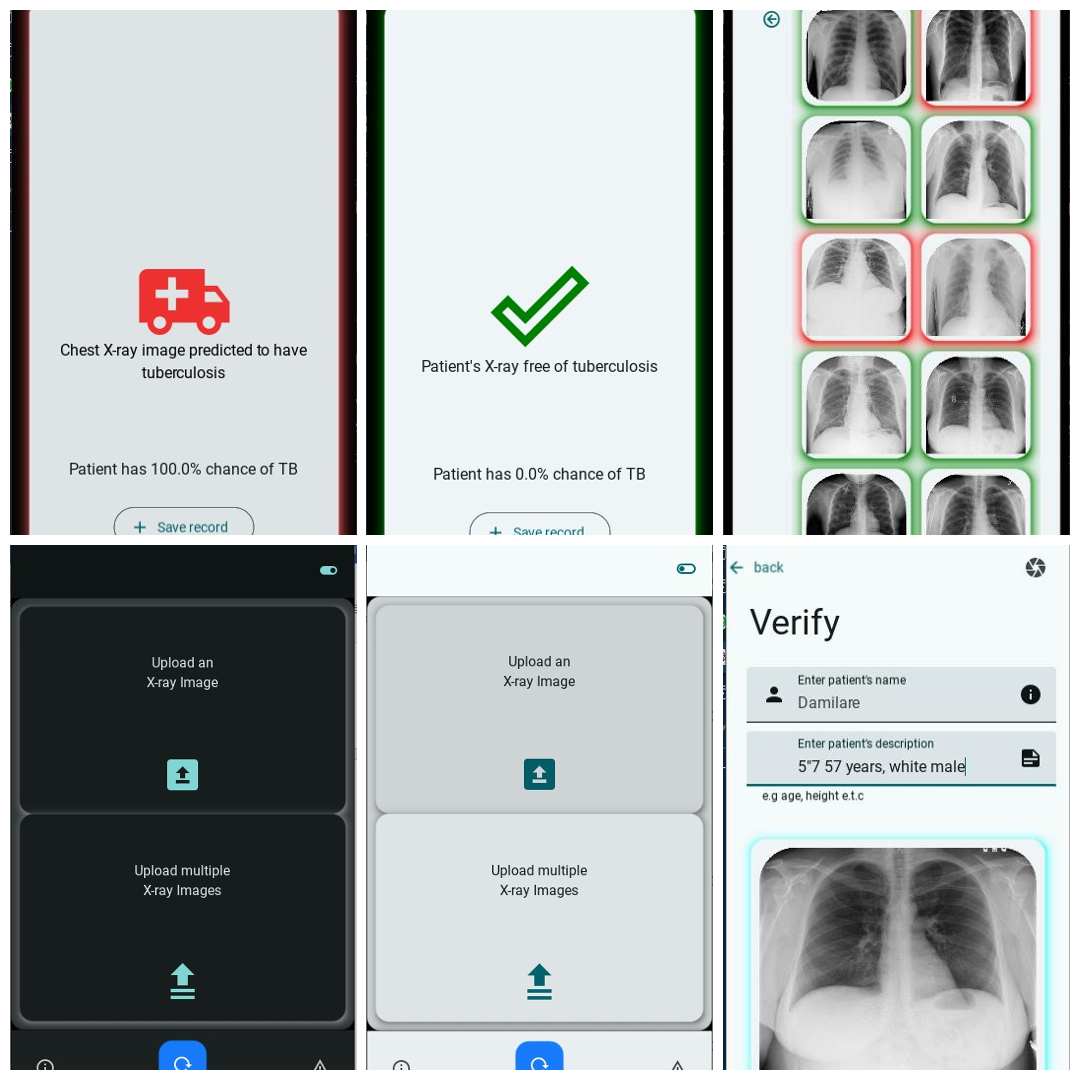 Chest X-ray image predicted to have
tuberculosis
Patient has 100.0% chance of TB
Save record
Patient's X-ray free of tuberculosis
Patient has 0.0% chance of TB
Save record
Upload an
X-ray Image
Upload multiple
X-ray Images
Upload an
X-ray Image
Upload multiple
X-ray Images
back
Verify
Enter patient's name
Damilare
Enter patient's description
5"7 57 years, white male
e.g age, height e.t.c